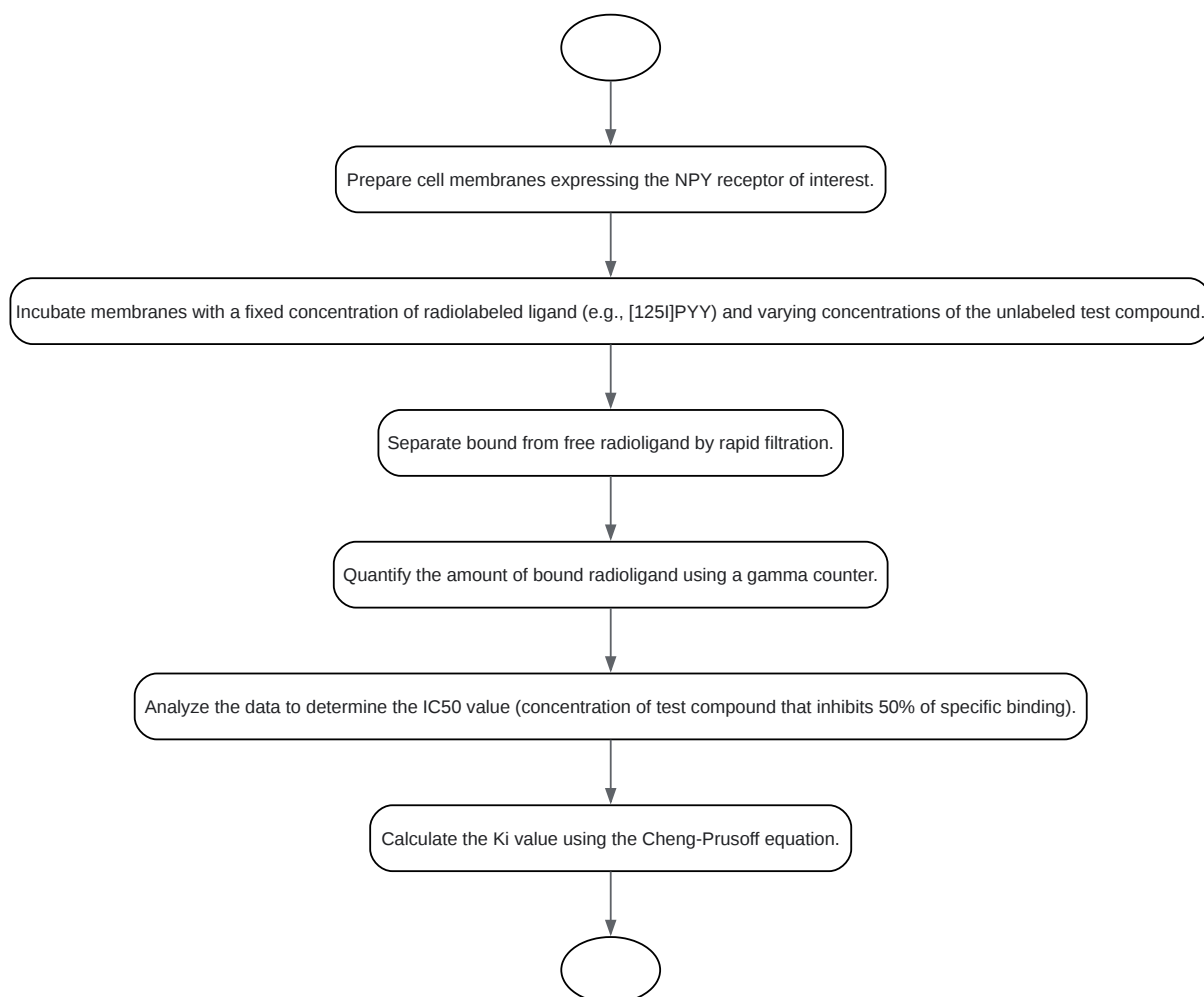 Prepare cell membranes expressing the NPY receptor of interest.
Incubate membranes with a fixed concentration of radiolabeled ligand (e.g., [125I]PYY) and varying concentrations of the unlabeled test compound.
Separate bound from free radioligand by rapid filtration.
Quantify the amount of bound radioligand using a gamma counter.
Analyze the data to determine the IC50 value (concentration of test compound that inhibits 50% of specific binding).
Calculate the Ki value using the Cheng-Prusoff equation.